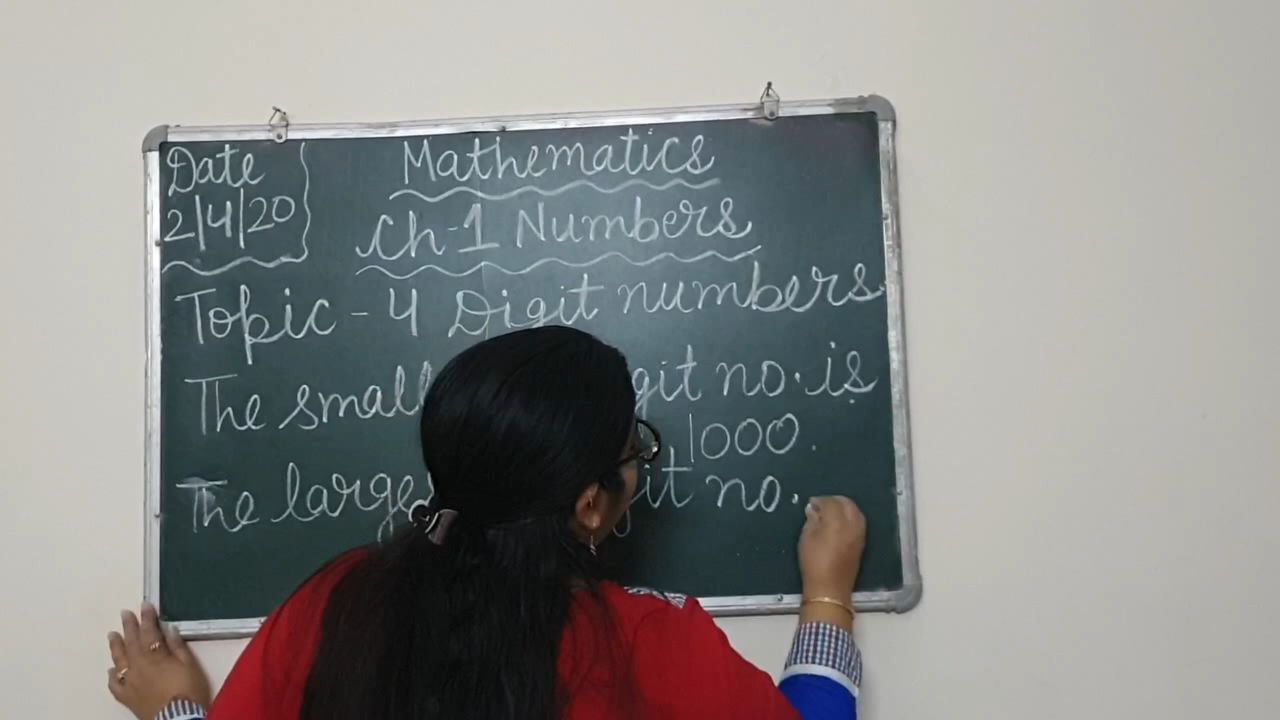 Date
2/4/20
Mathematics
Ch-1 Numbers
Topic - 4 Digit numbers
The small git no. is
1000.
The large git no.